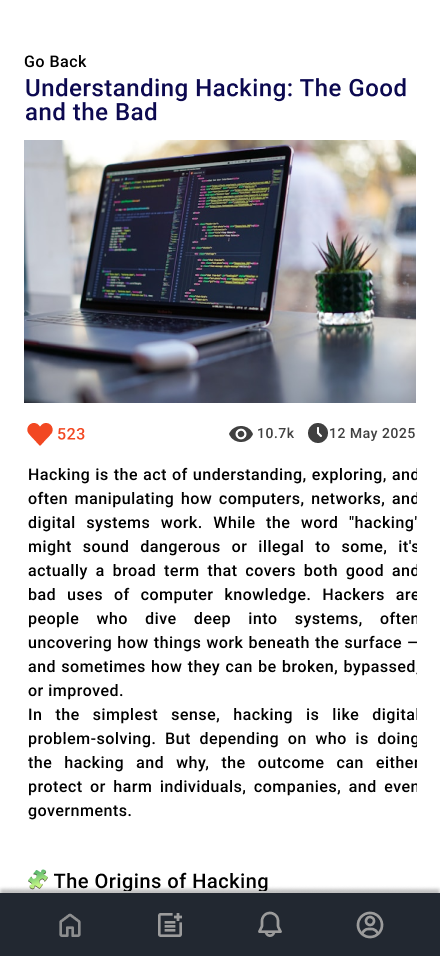 Go Back
Understanding Hacking: The Good
and the Bad
523
10.7k
12 May 2025
Hacking is the act of understanding, exploring, and
often manipulating how computers, networks, and
digital systems work. While the word "hacking"
might sound dangerous or illegal to some, it's
actually a broad term that covers both good and
bad uses of computer knowledge. Hackers are
people who dive deep into systems, often
uncovering how things work beneath the surface —
and sometimes how they can be broken, bypassed,
or improved.
In the simplest sense, hacking is like digital
problem-solving. But depending on who is doing
the hacking and why, the outcome can either
protect or harm individuals, companies, and even
governments.
The Origins of Hacking